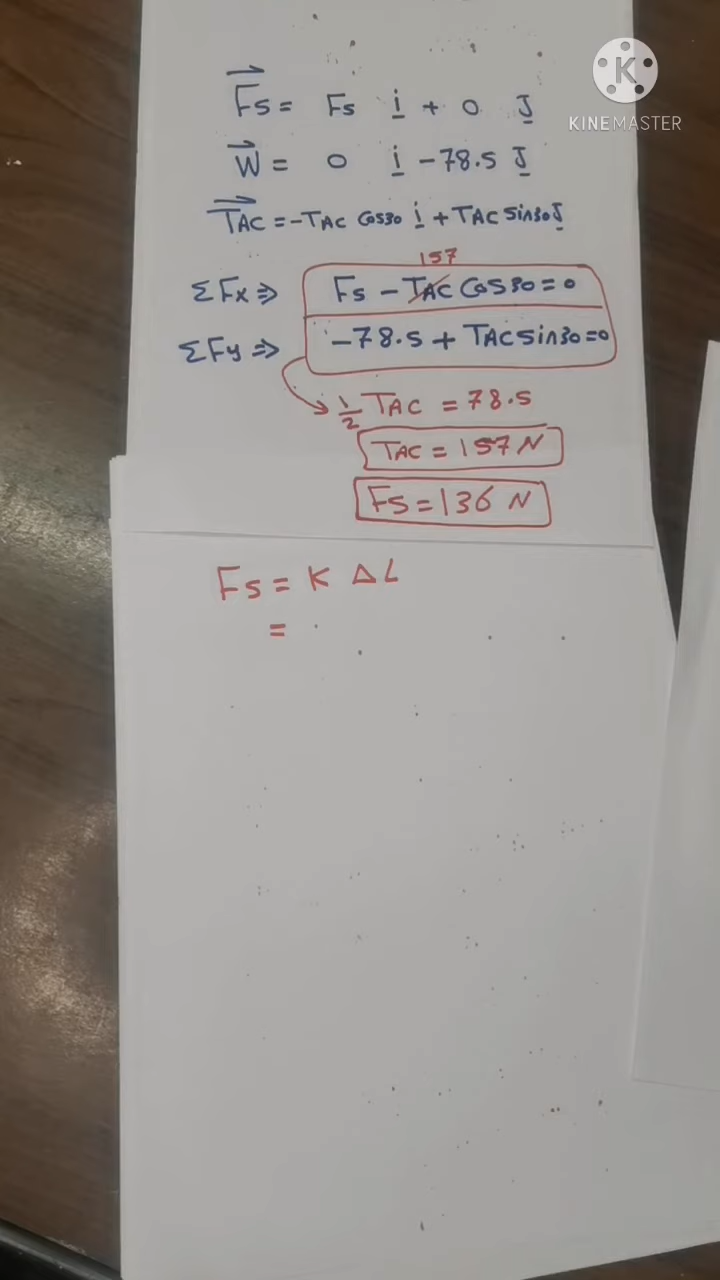 K
KINEMASTER
Fs = Fs i + 0 J
W = 0 i -78.5 J
TAC = -TAC Cos30 i + TAC Sin30 J
157
ΣFx ⇒ Fs - TAC Cos30 = 0
ΣFy ⇒ -78.5 + TAC sin30 = 0
1/2 TAC = 78.5
TAC = 157 N
Fs = 136 N
Fs = K Δ L
=